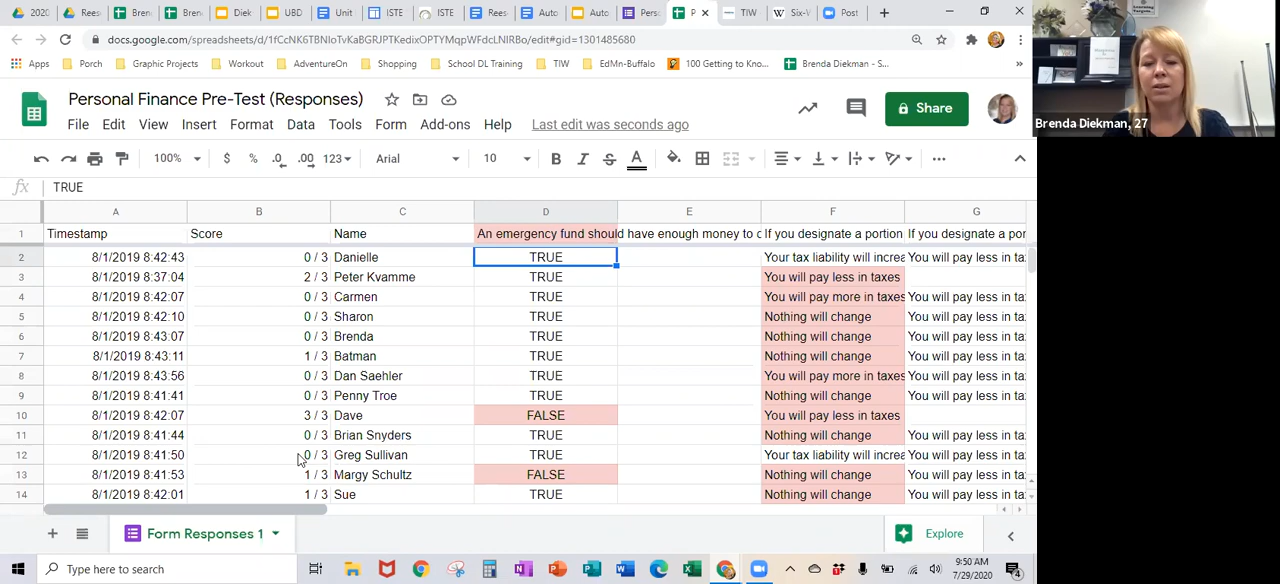 2020
Rees
Bren
Bren
Diek
UBD
Unit
ISTE
ISTE
Rees
Auto
Auto
Perso
P
TIW
Six-V
Post
docs.google.com/spreadsheets/d/1fCcNK6TBNIoTvKa8GRJPTKedixOPTYMqpWFdcLNIRBo/edit#gid=1301485680
Apps
Porch
Graphic Projects
Workout
AdventureOn
Shopping
School DL Training
TIW
EdMn-Buffalo
100 Getting to Kno...
Brenda Diekman - S...
Personal Finance Pre-Test (Responses)
File Edit View Insert Format Data Tools Form Add-ons Help Last edit was seconds ago
Share
100% $ % .0 .00 123 Arial 10 B I S A
fx TRUE
A B C D E F G
1 Timestamp Score Name An emergency fund should have enough money to c If you designate a portion If you designate a por
2 8/1/2019 8:42:43 0 / 3 Danielle TRUE Your tax liability will increa You will pay less in ta
3 8/1/2019 8:37:04 2 / 3 Peter Kvamme TRUE You will pay less in taxes
4 8/1/2019 8:42:07 0 / 3 Carmen TRUE You will pay more in taxes You will pay less in ta
5 8/1/2019 8:42:10 0 / 3 Sharon TRUE Nothing will change You will pay less in ta
6 8/1/2019 8:43:07 0 / 3 Brenda TRUE Nothing will change You will pay less in ta
7 8/1/2019 8:43:11 1 / 3 Batman TRUE Nothing will change You will pay less in ta
8 8/1/2019 8:43:56 0 / 3 Dan Saehler TRUE You will pay more in taxes You will pay less in ta
9 8/1/2019 8:41:41 0 / 3 Penny Troe TRUE Nothing will change You will pay less in ta
10 8/1/2019 8:42:07 3 / 3 Dave FALSE You will pay less in taxes
11 8/1/2019 8:41:44 0 / 3 Brian Snyders TRUE Nothing will change You will pay less in ta
12 8/1/2019 8:41:50 0 / 3 Greg Sullivan TRUE Your tax liability will increa You will pay less in ta
13 8/1/2019 8:41:53 1 / 3 Margy Schultz FALSE Nothing will change You will pay less in ta
14 8/1/2019 8:42:01 1 / 3 Sue TRUE Nothing will change You will pay less in ta
Form Responses 1
Explore
Type here to search
9:50 AM
7/29/2020
4
Brenda Diekman, 27